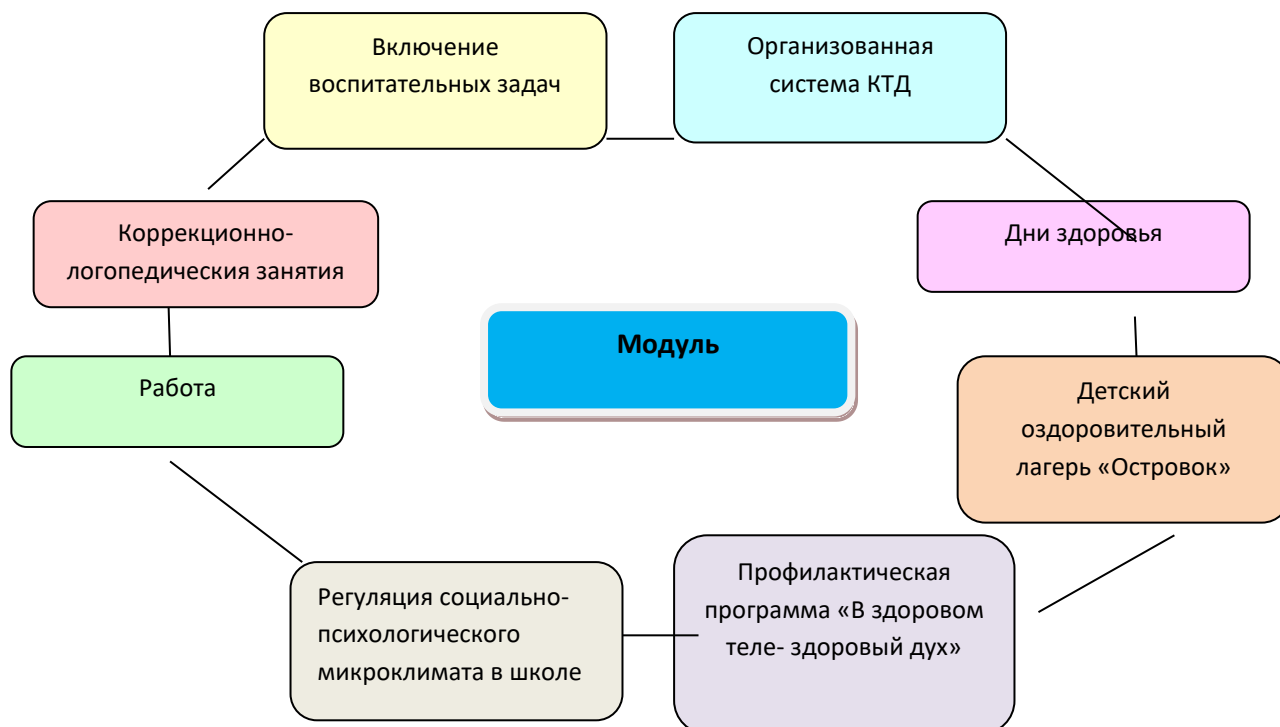 Включение
воспитательных задач
Организованная
система КТД
Коррекционно-
логопедическия занятия
Дни здоровья
Модуль
Работа
Детский
оздоровительный
лагерь «Островок»
Регуляция социально-
психологического
микроклимата в школе
Профилактическая
программа «В здоровом
теле- здоровый дух»